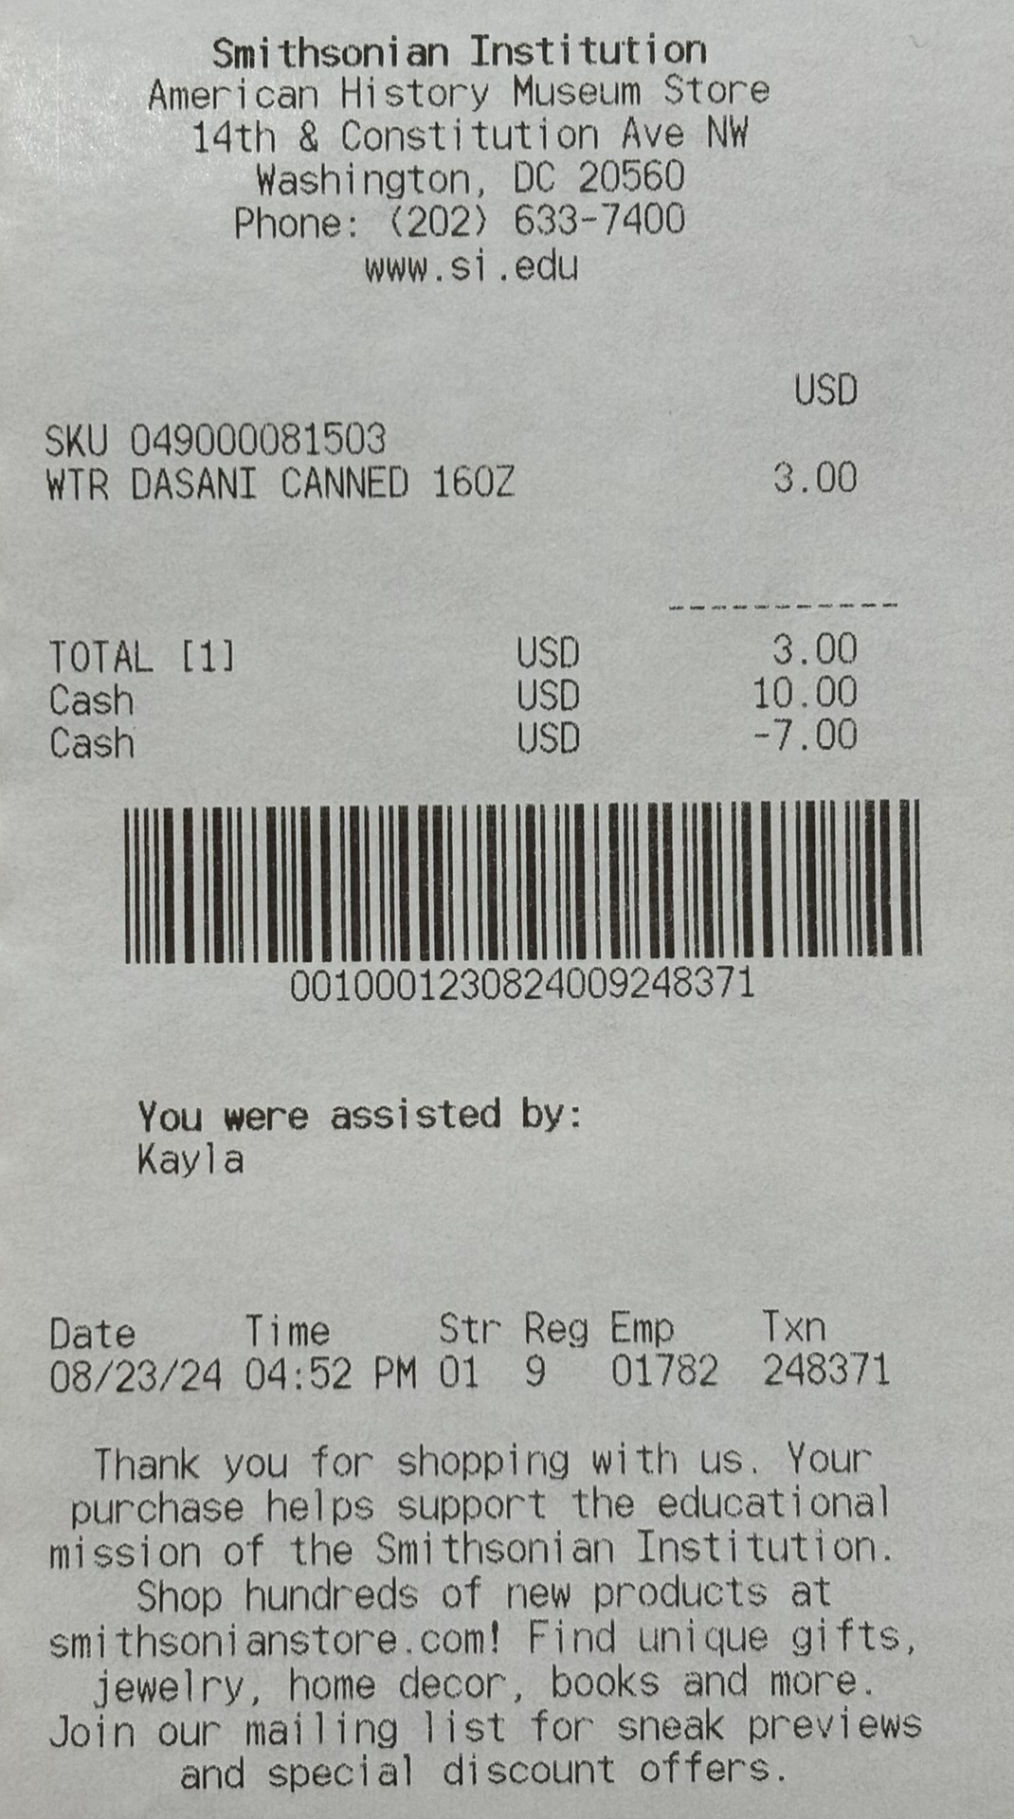 Smithsonian Institution
American History Museum Store
14th & Constitution Ave NW
Washington, DC 20560
Phone: (202) 633-7400
www.si.edu
USD
SKU 049000081503
WTR DASANI CANNED 16OZ 3.00
-----------
TOTAL [1] USD 3.00
Cash USD 10.00
Cash USD -7.00
0010001230824009248371
You were assisted by:
Kayla
Date Time Str Reg Emp Txn
08/23/24 04:52 PM 01 9 01782 248371
Thank you for shopping with us. Your
purchase helps support the educational
mission of the Smithsonian Institution.
Shop hundreds of new products at
smithsonianstore.com! Find unique gifts,
jewelry, home decor, books and more.
Join our mailing list for sneak previews
and special discount offers.